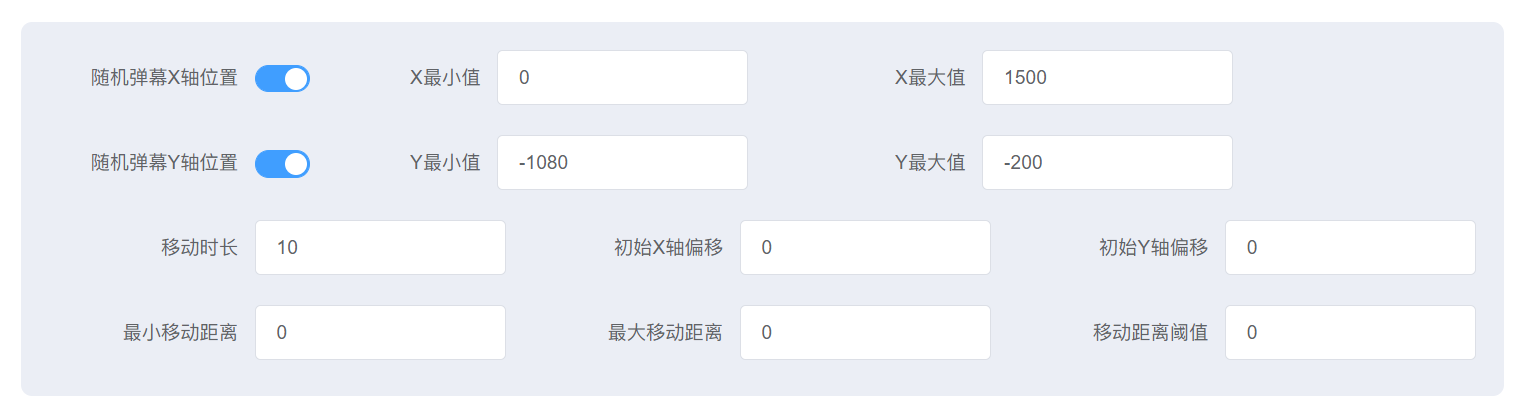 随机弹幕X轴位置 X最小值 0 X最大值 1500
随机弹幕Y轴位置 Y最小值 -1080 Y最大值 -200
移动时长 10 初始X轴偏移 0 初始Y轴偏移 0
最小移动距离 0 最大移动距离 0 移动距离阈值 0